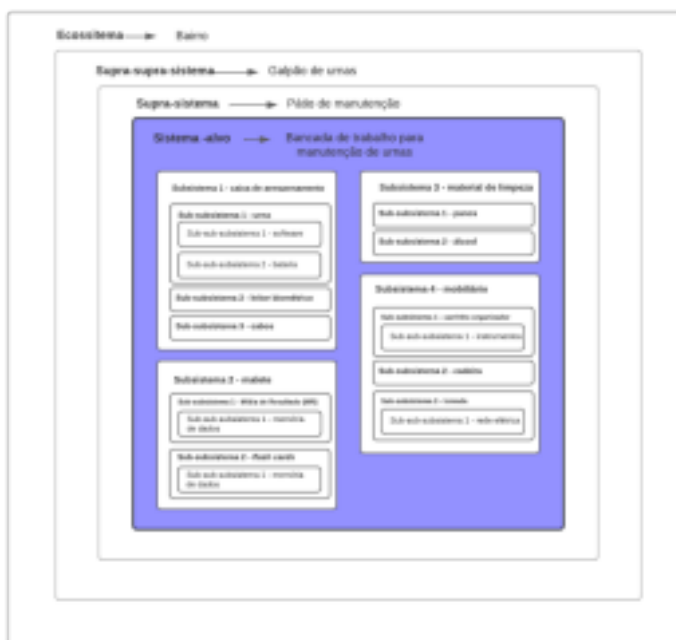 Ecossitema Bairro
Supra-supra-sistema Galpão de urnas
Supra-sistema Pátio de manutenção
Sistema -alvo Bancada de trabalho para
manutenção de urnas
Subsistema 1 - caixa de armazenamento
Sub-subsistema 1 - urna
Sub-sub-subsistema 1 - software
Sub-sub-subsistema 2 - bateria
Sub-subsistema 2 - leitor biométrico
Sub-subsistema 3 - cabos
Subsistema 2 - maleta
Sub-subsistema 1 - Mídia de Resultado (MR)
Sub-sub-subsistema 1 - memória
de dados
Sub-subsistema 2 - flash cards
Sub-sub-subsistema 1 - memória
de dados
Subsistema 3 - material de limpeza
Sub-subsistema 1 - panos
Sub-subsistema 2 - álcool
Subsistema 4 - mobiliário
Sub-subsistema 1 - carrinho organizador
Sub-sub-subsistema 1 - instrumentos
Sub-subsistema 2 - cadeira
Sub-subsistema 3 -
Sub-sub-subsistema 1 - rede elétrica